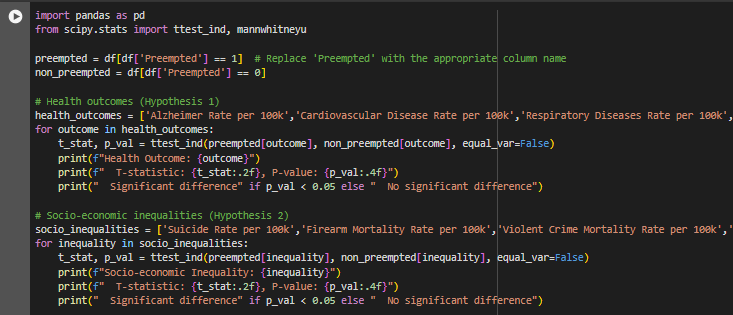 import pandas as pd
from scipy.stats import ttest_ind, mannwhitneyu
preempted = df[df['Preempted'] == 1]  # Replace 'Preempted' with the appropriate column name
non_preempted = df[df['Preempted'] == 0]
# Health outcomes (Hypothesis 1)
health_outcomes = ['Alzheimer Rate per 100k','Cardiovascular Disease Rate per 100k','Respiratory Diseases Rate per 100k',
for outcome in health_outcomes:
    t_stat, p_val = ttest_ind(preempted[outcome], non_preempted[outcome], equal_var=False)
    print(f"Health Outcome: {outcome}")
    print(f"  T-statistic: {t_stat:.2f}, P-value: {p_val:.4f}")
    print("  Significant difference" if p_val < 0.05 else "  No significant difference")
# Socio-economic inequalities (Hypothesis 2)
socio_inequalities = ['Suicide Rate per 100k','Firearm Mortality Rate per 100k','Violent Crime Mortality Rate per 100k','
for inequality in socio_inequalities:
    t_stat, p_val = ttest_ind(preempted[inequality], non_preempted[inequality], equal_var=False)
    print(f"Socio-economic Inequality: {inequality}")
    print(f"  T-statistic: {t_stat:.2f}, P-value: {p_val:.4f}")
    print("  Significant difference" if p_val < 0.05 else "  No significant difference")